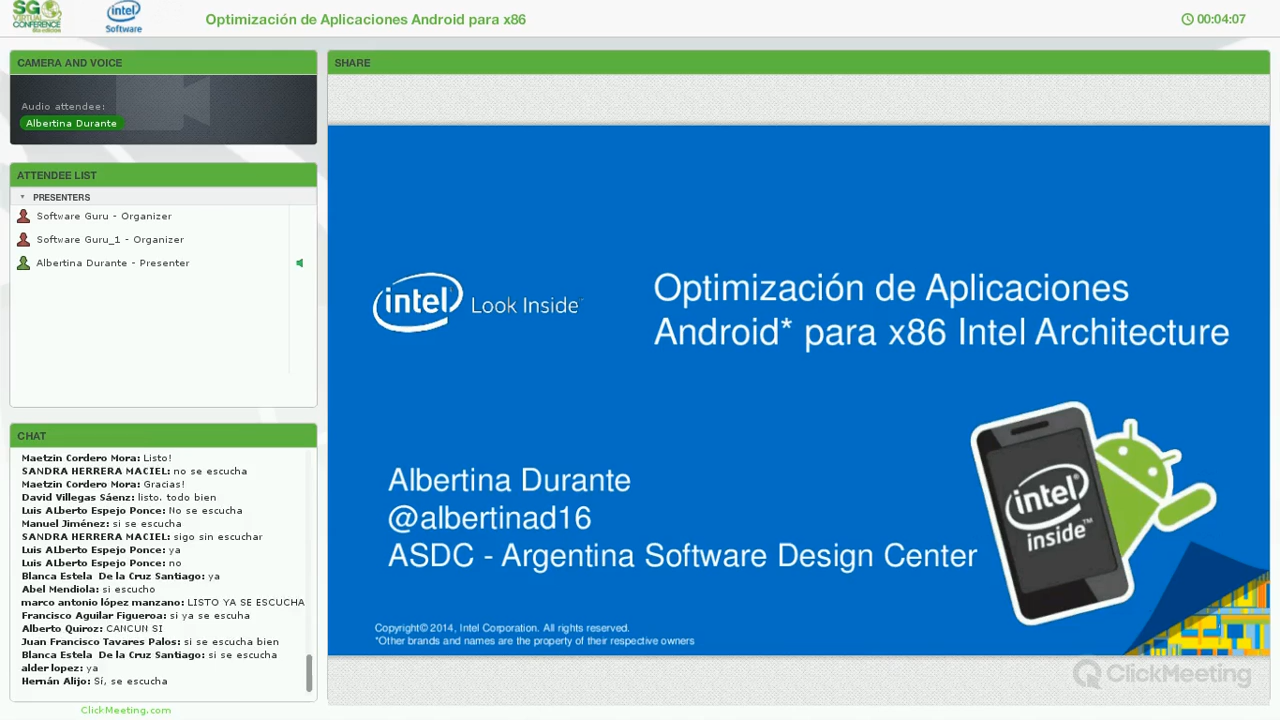 SG
VIRTUAL
CONFERENCE
intel
Software
Optimización de Aplicaciones Android para x86
00:04:07
CAMERA AND VOICE
Audio attendee:
Albertina Durante
ATTENDEE LIST
PRESENTERS
Software Guru - Organizer
Software Guru_1 - Organizer
Albertina Durante - Presenter
CHAT
Maetzin Cordero Mora: Listo!
SANDRA HERRERA MACIEL: no se escucha
Maetzin Cordero Mora: Gracias!
David Villegas Sáenz: listo. todo bien
Luis ALberto Espejo Ponce: No se escucha
Manuel Jiménez: si se escucha
SANDRA HERRERA MACIEL: sigo sin escuchar
Luis ALberto Espejo Ponce: ya
Luis ALberto Espejo Ponce: no
Blanca Estela De la Cruz Santiago: ya
Abel Mendiola: si escucho
marco antonio lópez manzano: LISTO YA SE ESCUCHA
Francisco Aguilar Figueroa: si ya se escuha
Alberto Quiroz: CANCUN SI
Juan Francisco Tavares Palos: si se escucha bien
Blanca Estela De la Cruz Santiago: si se escucha
alder lopez: ya
Hernán Alijo: Sí, se escucha
ClickMeeting.com
SHARE
intel Look Inside™
Optimización de Aplicaciones
Android* para x86 Intel Architecture
Albertina Durante
@albertinad16
ASDC - Argentina Software Design Center
intel
inside™
Copyright© 2014, Intel Corporation. All rights reserved.
*Other brands and names are the property of their respective owners
ClickMeeting